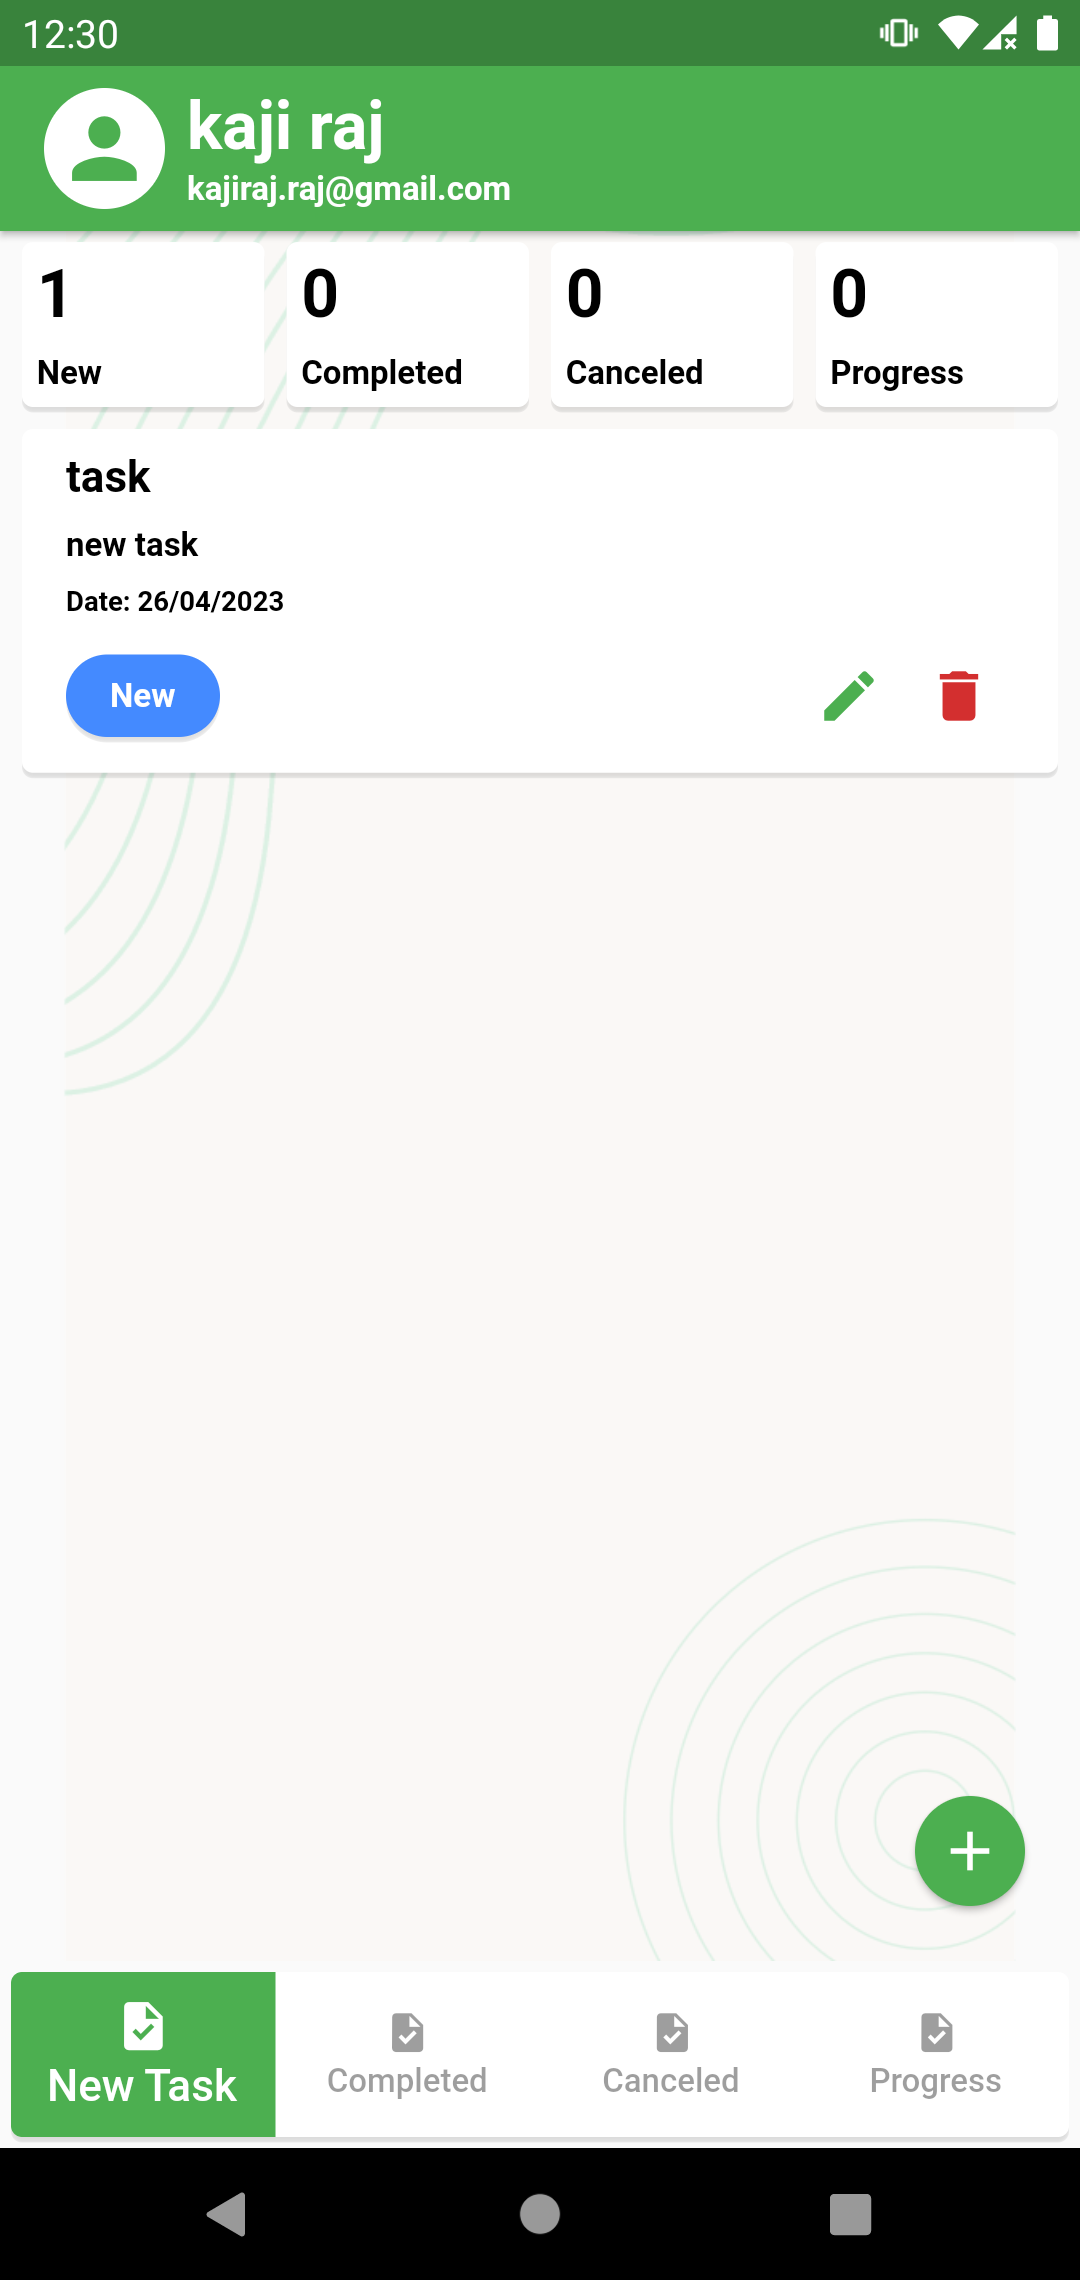 12:30
kaji raj
kajiraj.raj@gmail.com
1 0 0 0
New Completed Canceled Progress
task
new task
Date: 26/04/2023
New
New Task Completed Canceled Progress